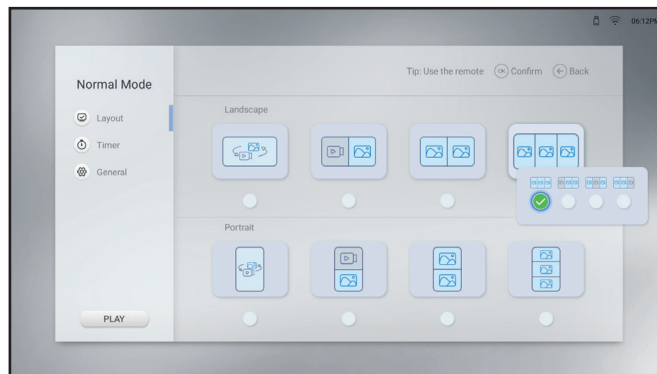 06:12PM
Tip: Use the remote OK Confirm Back
Normal Mode
Layout
Timer
General
PLAY
Landscape
Portrait